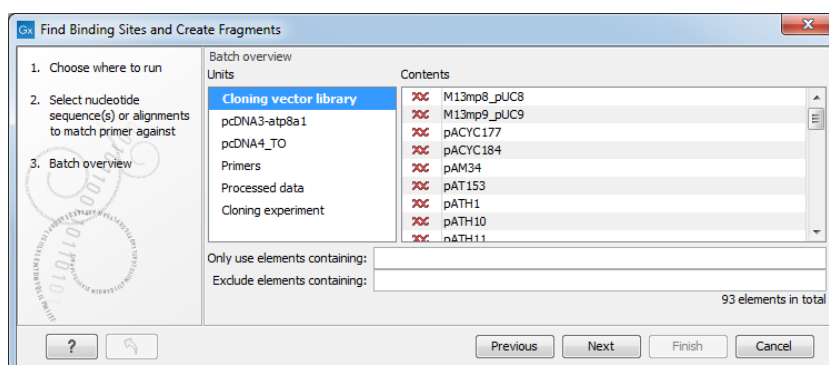 Gx Find Binding Sites and Create Fragments
1. Choose where to run
2. Select nucleotide
sequence(s) or alignments
to match primer against
3. Batch overview
Batch overview
Units
Cloning vector library
pcDNA3-atp8a1
pcDNA4_TO
Primers
Processed data
Cloning experiment
Contents
M13mp8_pUC8
M13mp9_pUC9
pACYC177
pACYC184
pAM34
pAT153
pATH1
pATH10
pATH11
Only use elements containing:
Exclude elements containing:
93 elements in total
?
Previous
Next
Finish
Cancel